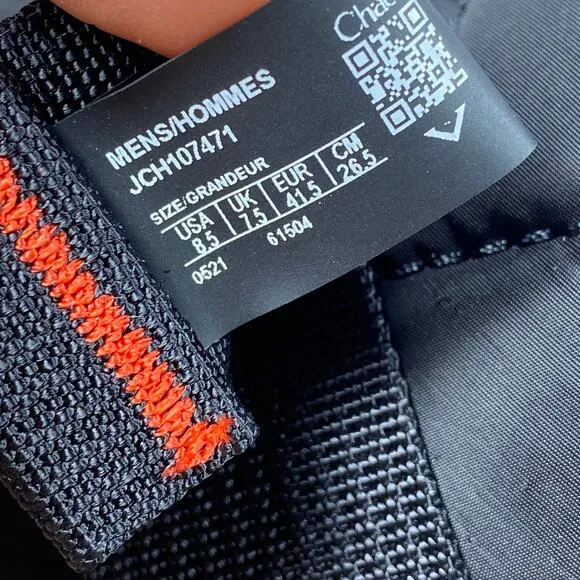 Chac
MENS/HOMMES
JCH107471
SIZE/GRANDEUR
USA UK EUR CM
8.5 7.5 41.5 26.5
0521 61504